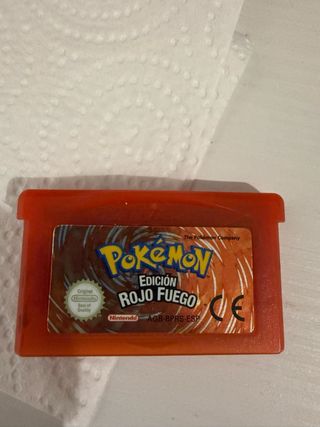 The Pokémon Company
POKéMON
EDICIÓN
ROJO FUEGO
Original
Nintendo
Seal of
Quality
Nintendo
AGB-BPRS-ESP
CE